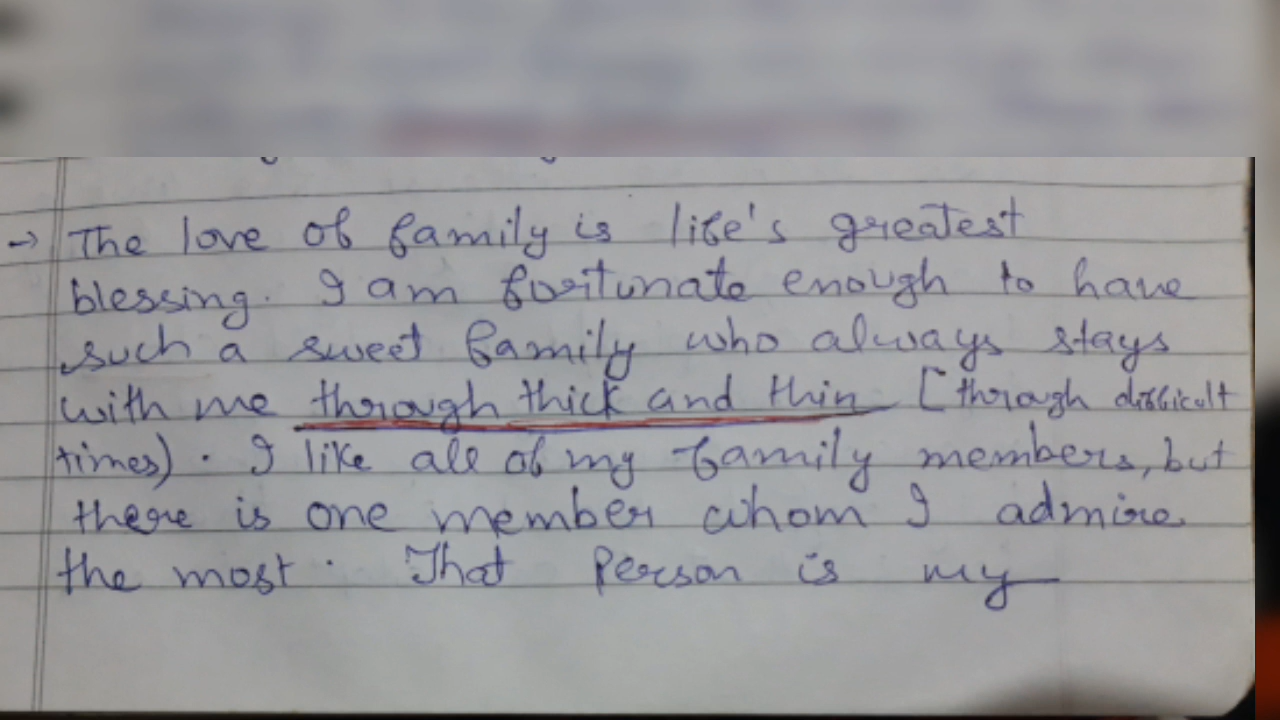 → The love of family is life's greatest
blessing. I am fortunate enough to have
such a sweet family who always stays
with me through thick and thin [through difficult
times). I like all of my family members, but
there is one member whom I admire
the most. That Person is my